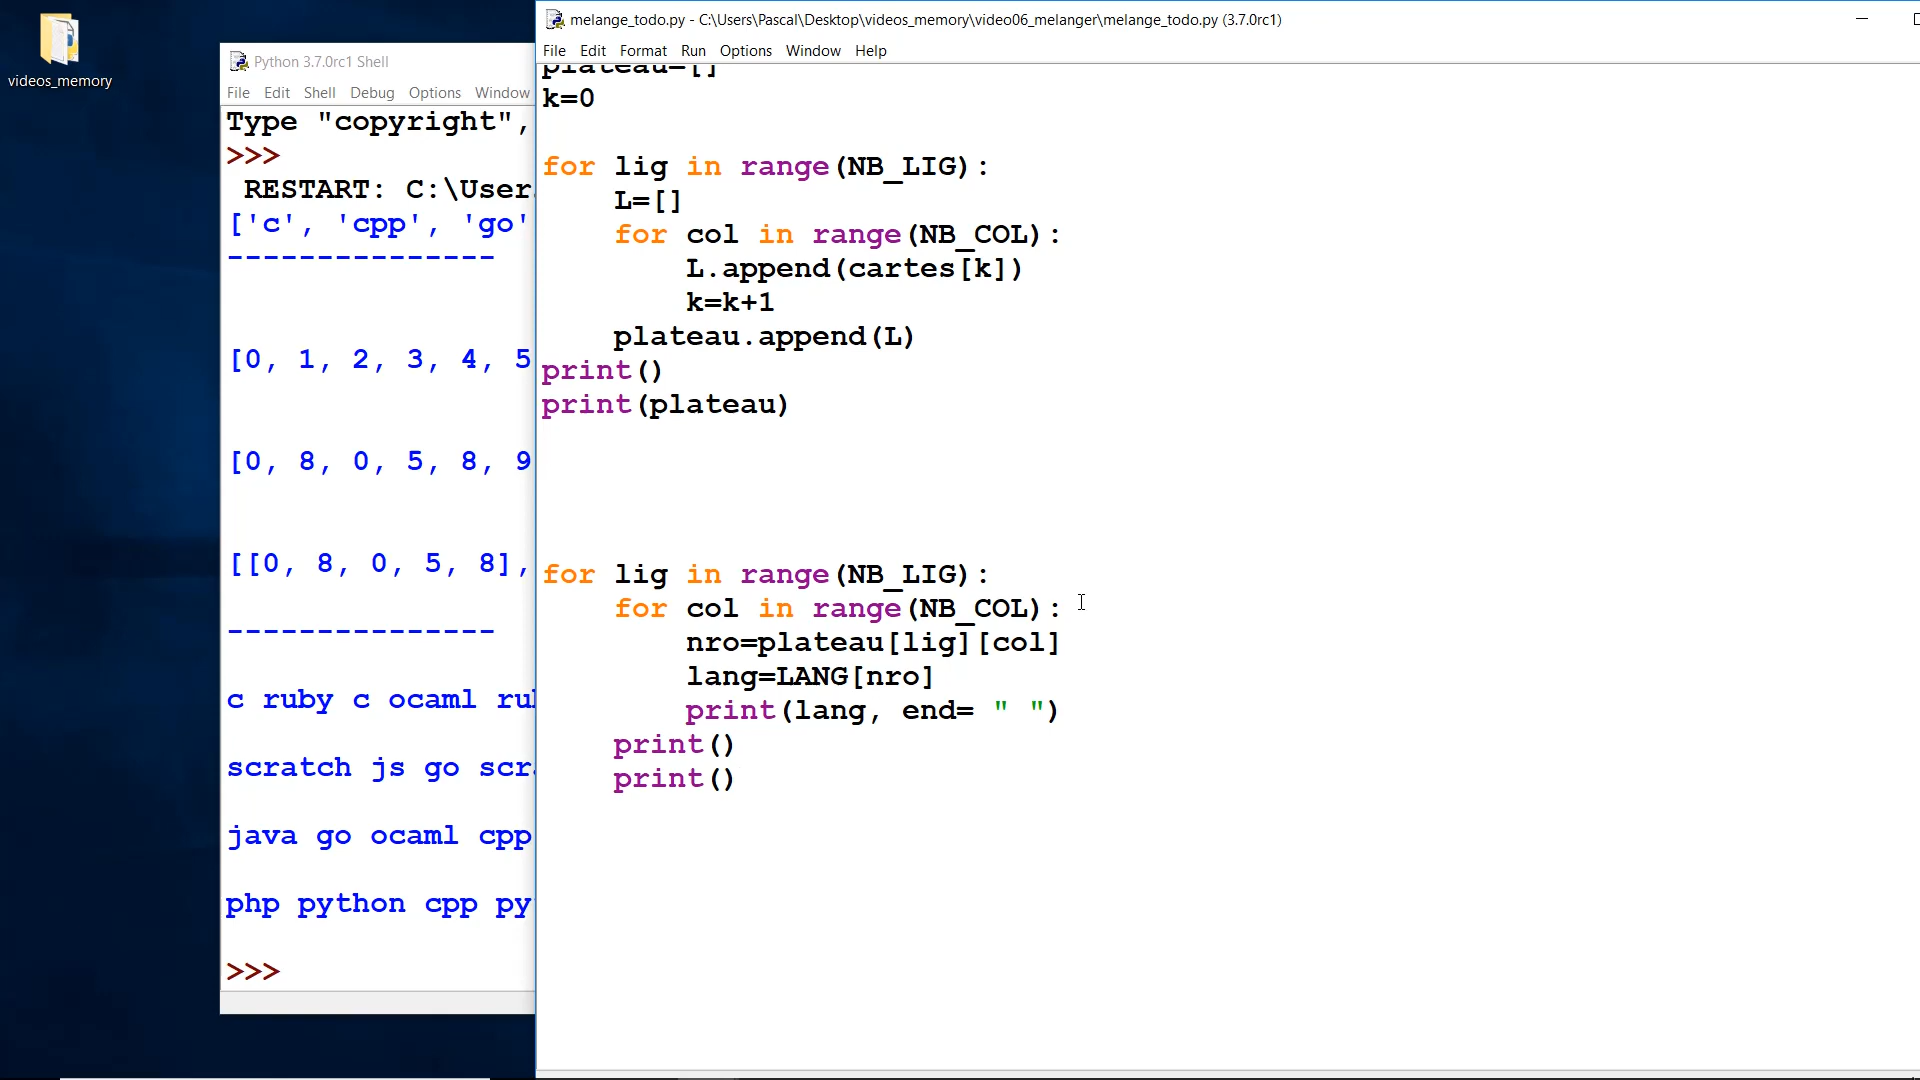 videos_memory
Python 3.7.0rc1 Shell
File Edit Shell Debug Options Window
Type "copyright",
>>>
RESTART: C:\User
['c', 'cpp', 'go'
---------------
[0, 1, 2, 3, 4, 5
[0, 8, 0, 5, 8, 9
[[0, 8, 0, 5, 8],
---------------
c ruby c ocaml ru
scratch js go scr
java go ocaml cpp
php python cpp py
>>>
melange_todo.py - C:\Users\Pascal\Desktop\videos_memory\video06_melanger\melange_todo.py (3.7.0rc1)
File Edit Format Run Options Window Help
plateau=[]
k=0
for lig in range(NB_LIG):
    L=[]
    for col in range(NB_COL):
        L.append(cartes[k])
        k=k+1
    plateau.append(L)
print()
print(plateau)
for lig in range(NB_LIG):
    for col in range(NB_COL):
        nro=plateau[lig][col]
        lang=LANG[nro]
        print(lang, end= " ")
    print()
    print()